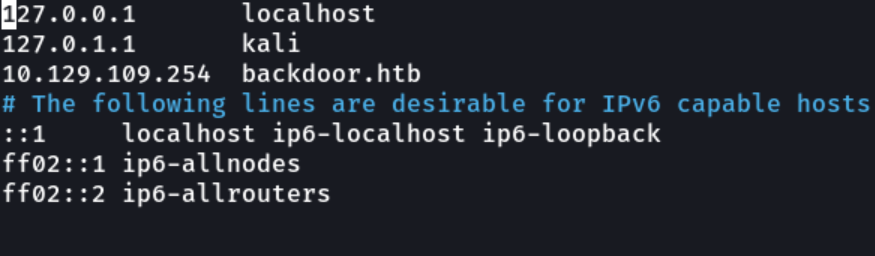 127.0.0.1 localhost
127.0.1.1 kali
10.129.109.254 backdoor.htb
# The following lines are desirable for IPv6 capable hosts
::1 localhost ip6-localhost ip6-loopback
ff02::1 ip6-allnodes
ff02::2 ip6-allrouters